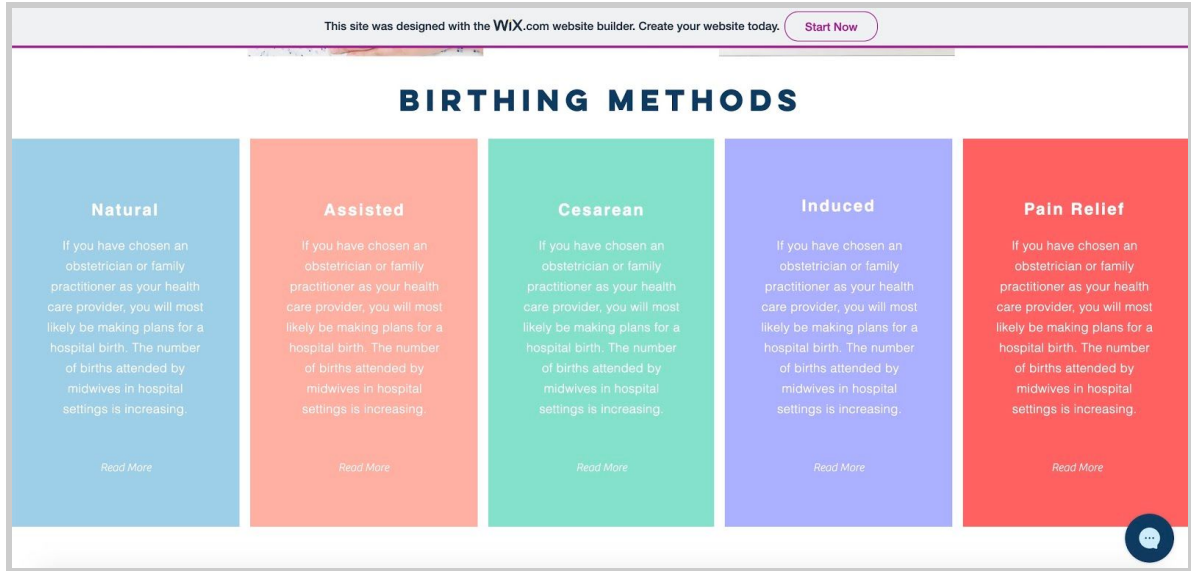 This site was designed with the WiX.com website builder. Create your website today. Start Now
BIRTHING METHODS
Natural
If you have chosen an
obstetrician or family
practitioner as your health
care provider, you will most
likely be making plans for a
hospital birth. The number
of births attended by
midwives in hospital
settings is increasing.
Read More
Assisted
If you have chosen an
obstetrician or family
practitioner as your health
care provider, you will most
likely be making plans for a
hospital birth. The number
of births attended by
midwives in hospital
settings is increasing.
Read More
Cesarean
If you have chosen an
obstetrician or family
practitioner as your health
care provider, you will most
likely be making plans for a
hospital birth. The number
of births attended by
midwives in hospital
settings is increasing.
Read More
Induced
If you have chosen an
obstetrician or family
practitioner as your health
care provider, you will most
likely be making plans for a
hospital birth. The number
of births attended by
midwives in hospital
settings is increasing.
Read More
Pain Relief
If you have chosen an
obstetrician or family
practitioner as your health
care provider, you will most
likely be making plans for a
hospital birth. The number
of births attended by
midwives in hospital
settings is increasing.
Read More